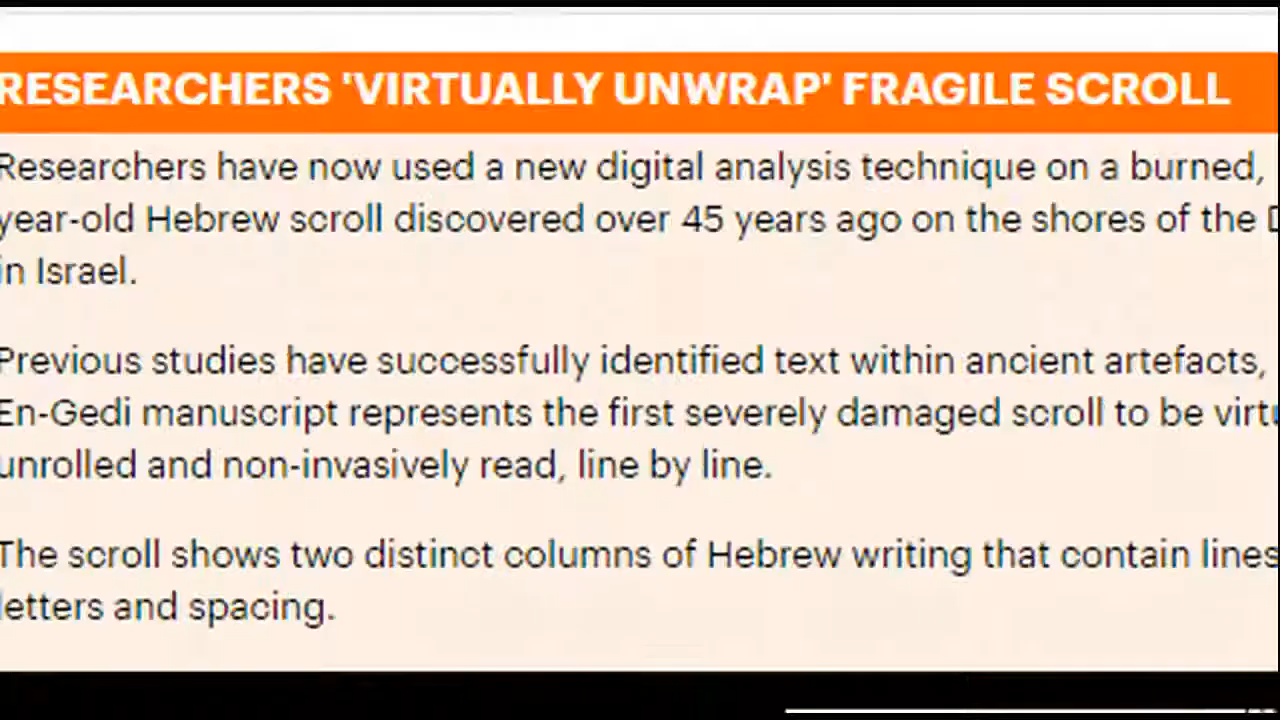 RESEARCHERS 'VIRTUALLY UNWRAP' FRAGILE SCROLL
Researchers have now used a new digital analysis technique on a burned,
year-old Hebrew scroll discovered over 45 years ago on the shores of the
in Israel.
Previous studies have successfully identified text within ancient artefacts,
En-Gedi manuscript represents the first severely damaged scroll to be
unrolled and non-invasively read, line by line.
The scroll shows two distinct columns of Hebrew writing that contain lines
letters and spacing.